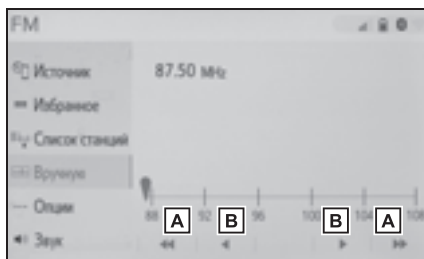 FM
Источник
87.50 MHz
Избранное
Список станций
Вручную
Опции
88 92 96 100 104 108
A B B A
Звук